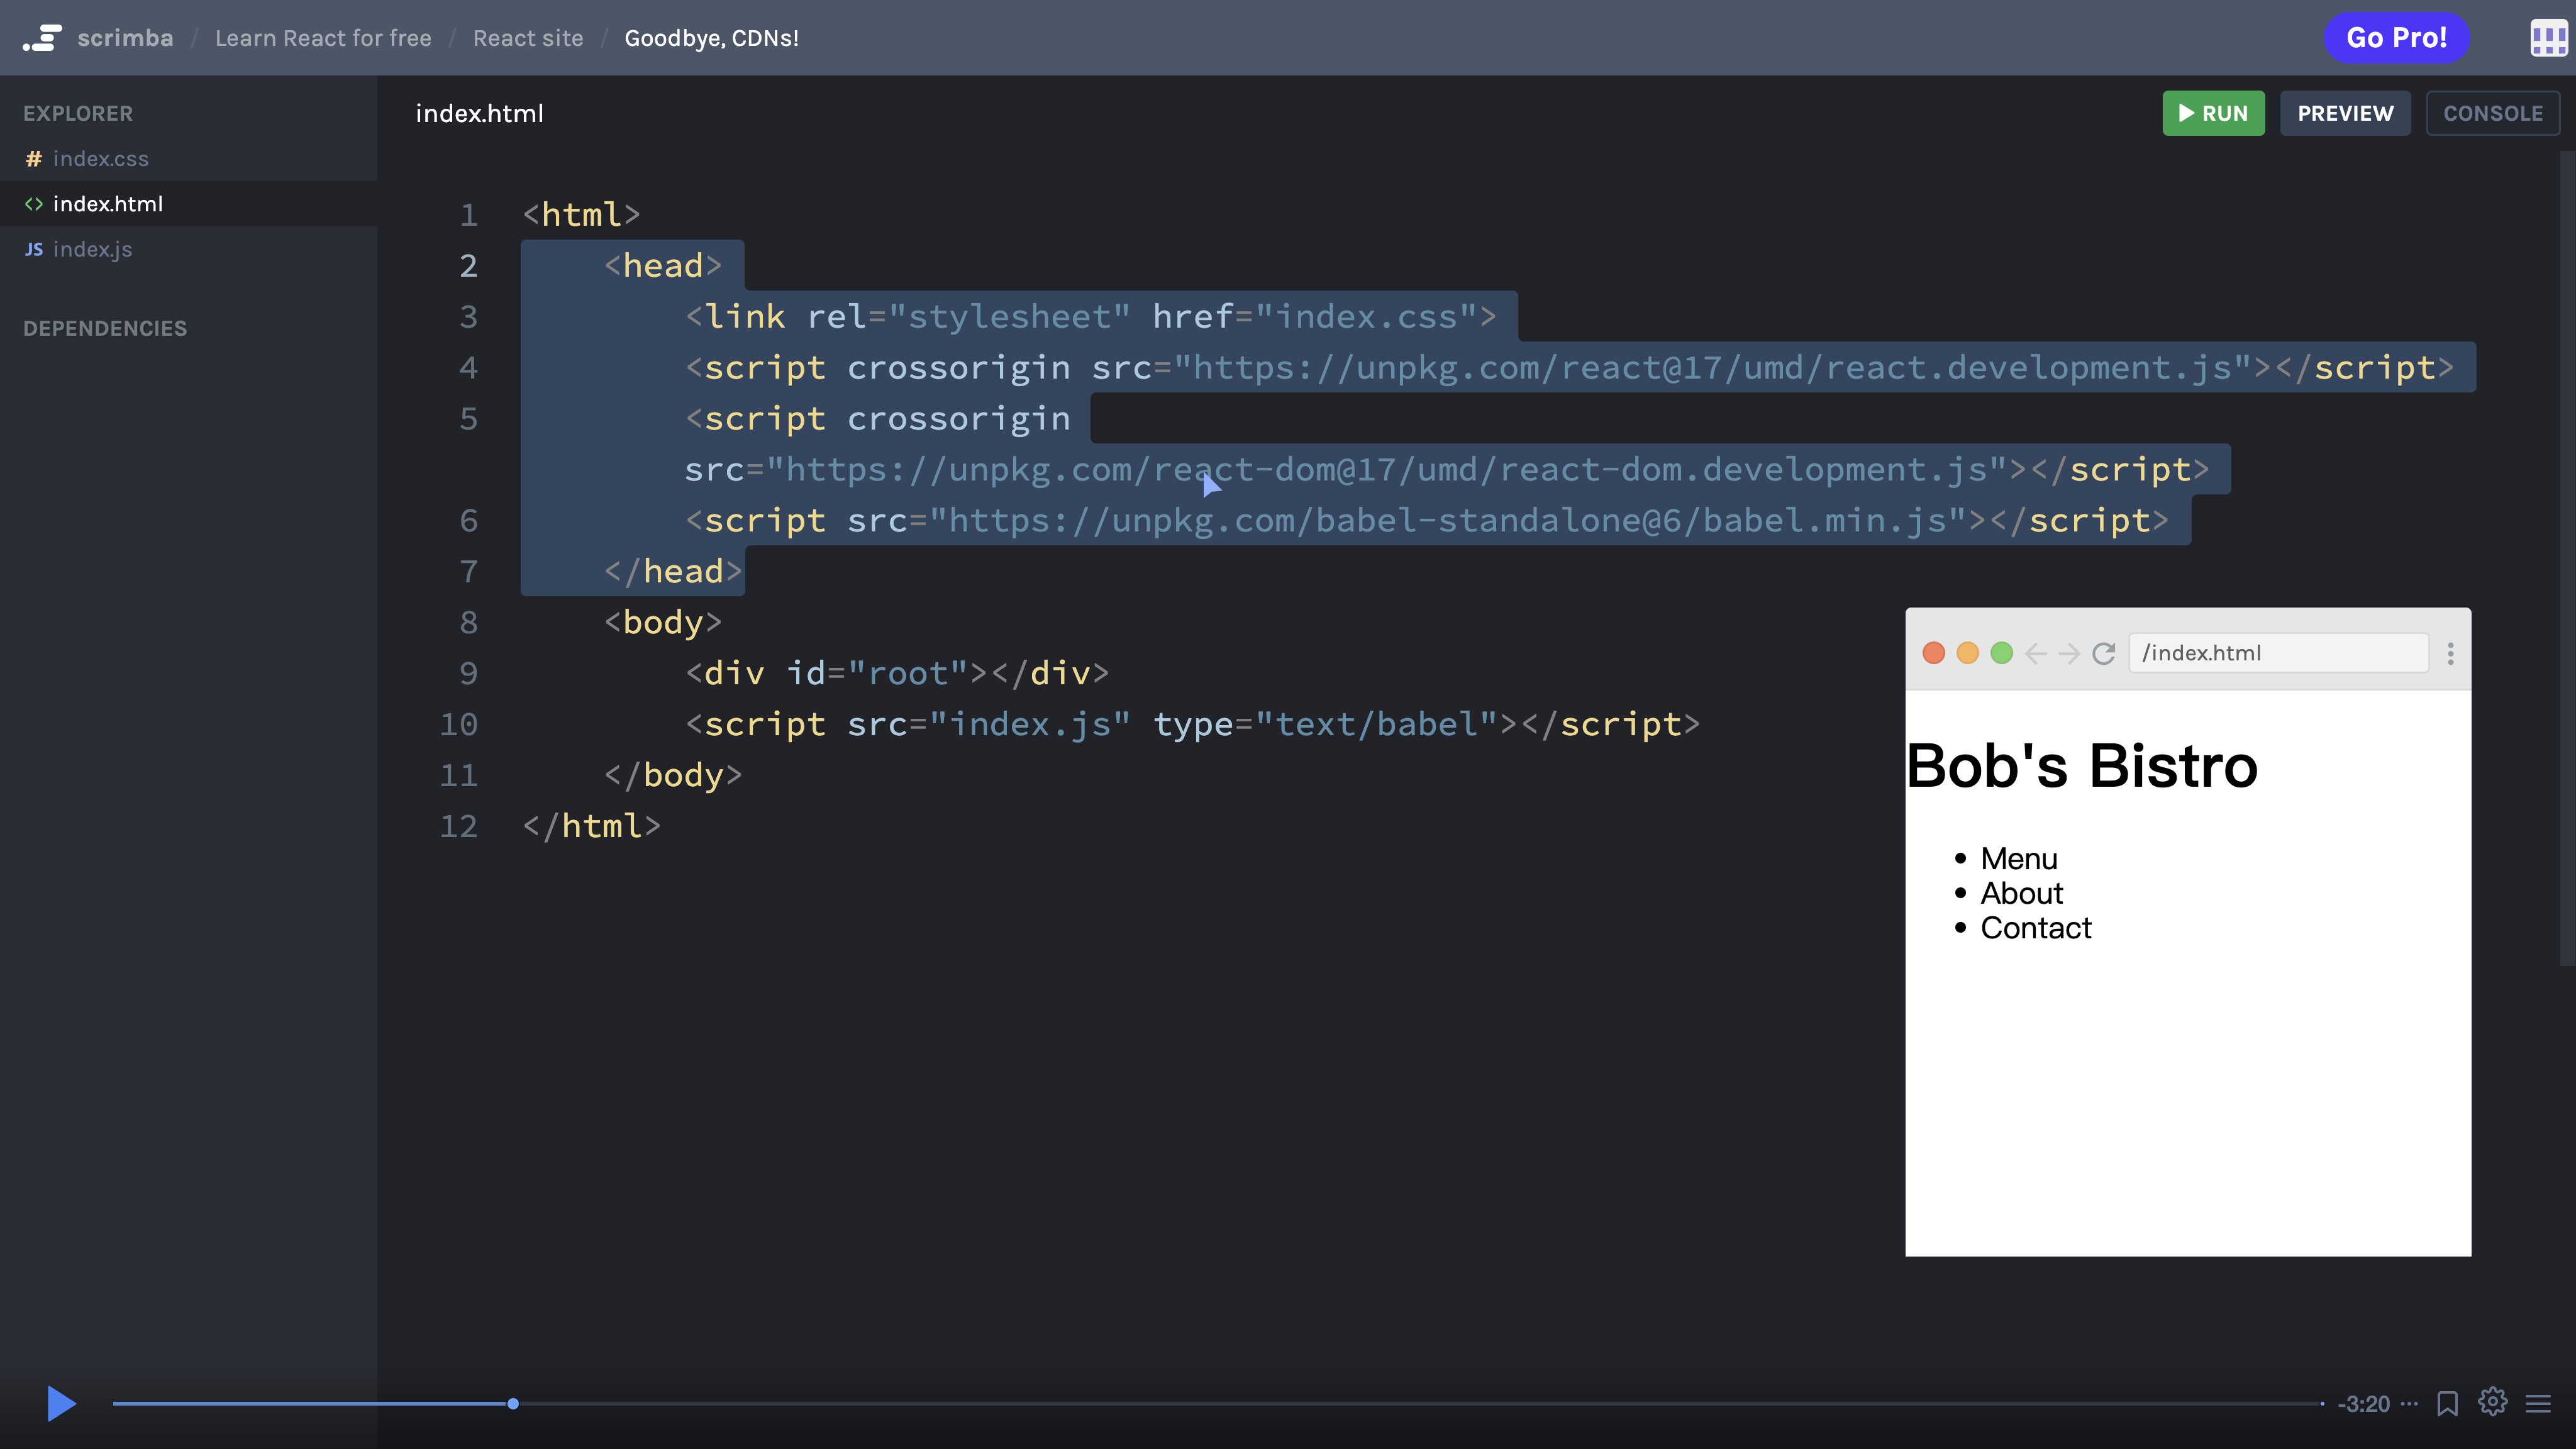 scrimba / Learn React for free / React site / Goodbye, CDNs!
Go Pro!
EXPLORER
# index.css
<> index.html
JS index.js
DEPENDENCIES
index.html
RUN
PREVIEW
CONSOLE
1 <html>
2 <head>
3 <link rel="stylesheet" href="index.css">
4 <script crossorigin src="https://unpkg.com/react@17/umd/react.development.js"></script>
5 <script crossorigin
src="https://unpkg.com/react-dom@17/umd/react-dom.development.js"></script>
6 <script src="https://unpkg.com/babel-standalone@6/babel.min.js"></script>
7 </head>
8 <body>
9 <div id="root"></div>
10 <script src="index.js" type="text/babel"></script>
11 </body>
12 </html>
/index.html
Bob's Bistro
• Menu
• About
• Contact
-3:20